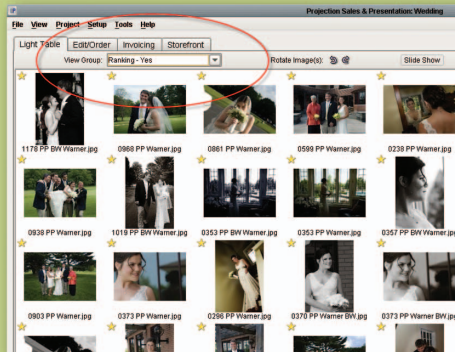 Projection Sales & Presentation: Wedding
File View Project Setup Tools Help
Light Table Edit/Order Invoicing Storefront
View Group: Ranking - Yes Rotate Image(s): Slide Show
1178 PP BW Warner.jpg 0968 PP Warner.jpg 0861 PP Warner.jpg 0599 PP Warner.jpg 0238 PP Warner.jpg
0938 PP Warner.jpg 1019 PP BW Warner.jpg 0353 PP BW Warner.jpg 0353 PP Warner.jpg 0357 PP BW Warner.jpg
0903 PP Warner.jpg 0373 PP Warner.jpg 0296 PP Warner.jpg 0370 PP Warner BW.jpg 0373 PP Warner BW.jpg